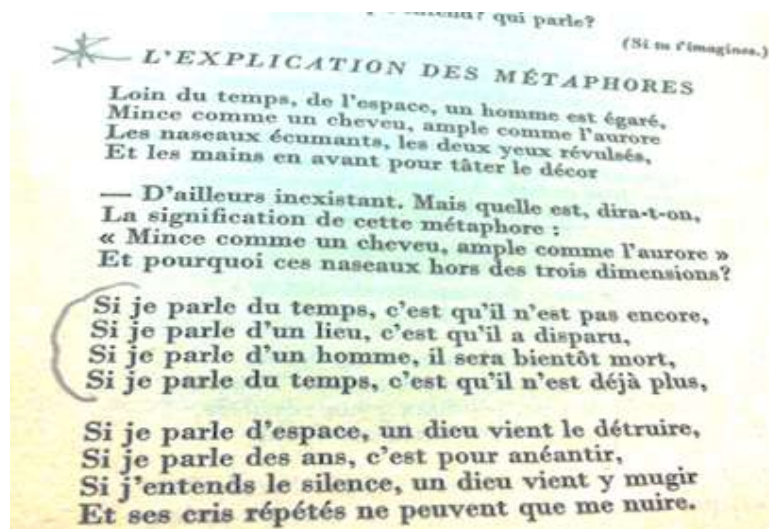 qui parle?
(Si tu t'imagines.)
L'EXPLICATION DES MÉTAPHORES
Loin du temps, de l'espace, un homme est égaré,
Mince comme un cheveu, ample comme l'aurore
Les naseaux écumants, les deux yeux révulsés,
Et les mains en avant pour tâter le décor
— D'ailleurs inexistant. Mais quelle est, dira-t-on,
La signification de cette métaphore :
« Mince comme un cheveu, ample comme l'aurore »
Et pourquoi ces naseaux hors des trois dimensions?
Si je parle du temps, c'est qu'il n'est pas encore,
Si je parle d'un lieu, c'est qu'il a disparu,
Si je parle d'un homme, il sera bientôt mort,
Si je parle du temps, c'est qu'il n'est déjà plus,
Si je parle d'espace, un dieu vient le détruire,
Si je parle des ans, c'est pour anéantir,
Si j'entends le silence, un dieu vient y mugir
Et ses cris répétés ne peuvent que me nuire.